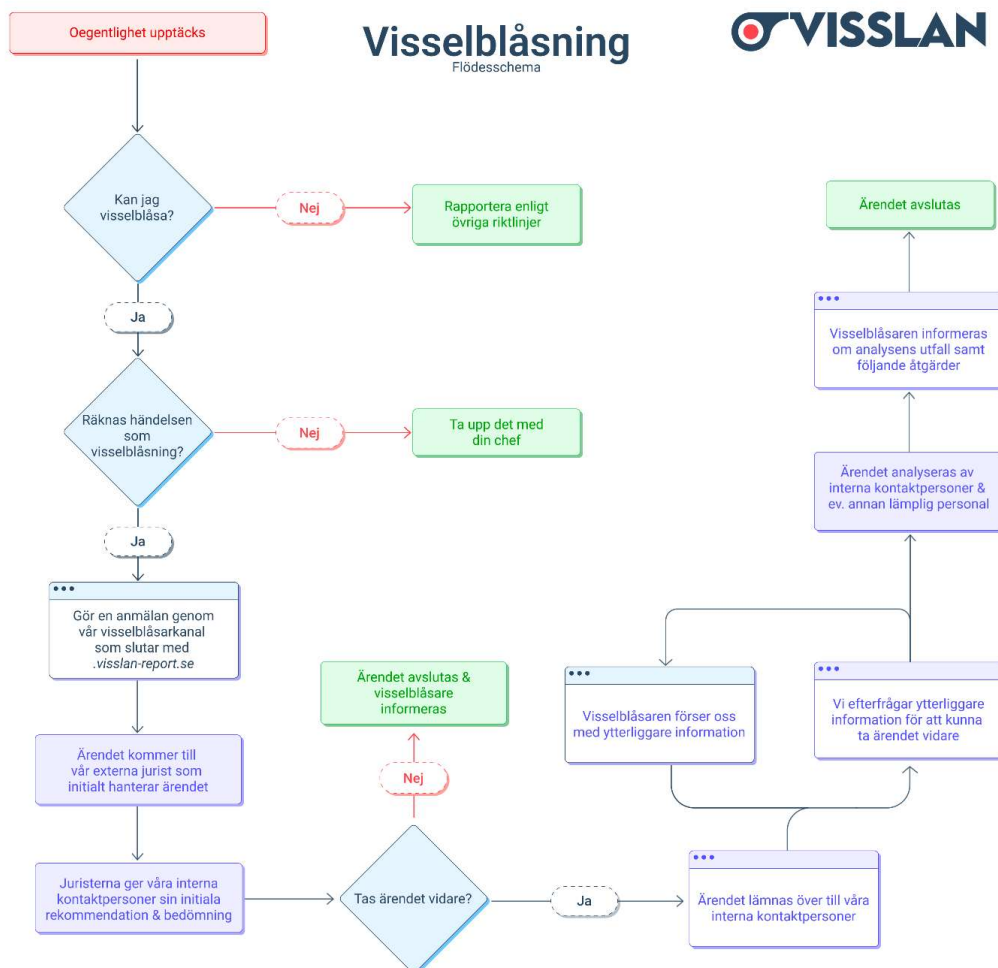 Oegentlighet upptäcks
Visselblåsning
Flödesschema
VISSLAN
Kan jag
visselblåsa?
Nej
Rapportera enligt
övriga riktlinjer
Ja
Räknas händelsen
som
visselblåsning?
Nej
Ta upp det med
din chef
Ja
Gör en anmälan genom
vår visselblåsarkanal
som slutar med
.visslan-report.se
Ärendet kommer till
vår externa jurist som
initialt hanterar ärendet
Juristerna ger våra interna
kontaktpersoner sin initiala
rekommendation & bedömning
Tas ärendet vidare?
Nej
Ärendet avslutas &
visselblåsare
informeras
Ja
Ärendet lämnas över till våra
interna kontaktpersoner
Vi efterfrågar ytterliggare
information för att kunna
ta ärendet vidare
Visselblåsaren förser oss
med ytterliggare information
Ärendet analyseras av
interna kontaktpersoner &
ev. annan lämplig personal
Visselblåsaren informeras
om analysens utfall samt
följande åtgärder
Ärendet avslutas